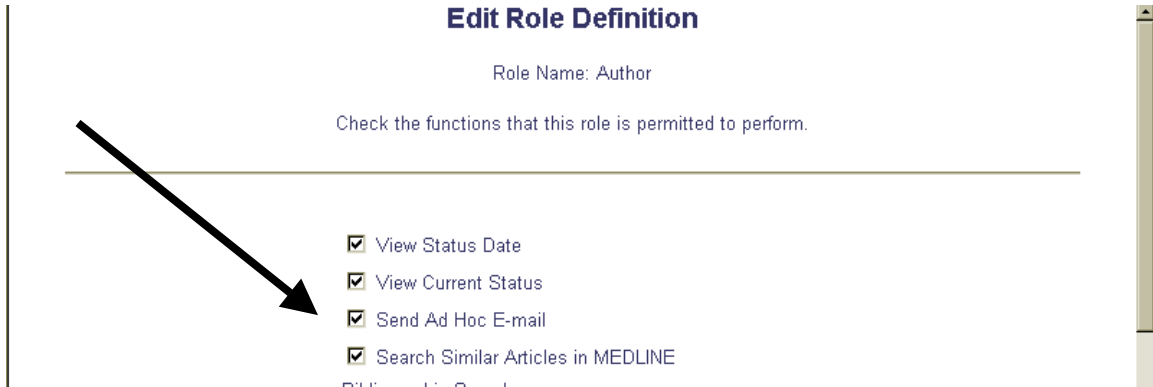 Edit Role Definition
Role Name: Author
Check the functions that this role is permitted to perform.
View Status Date
View Current Status
Send Ad Hoc E-mail
Search Similar Articles in MEDLINE